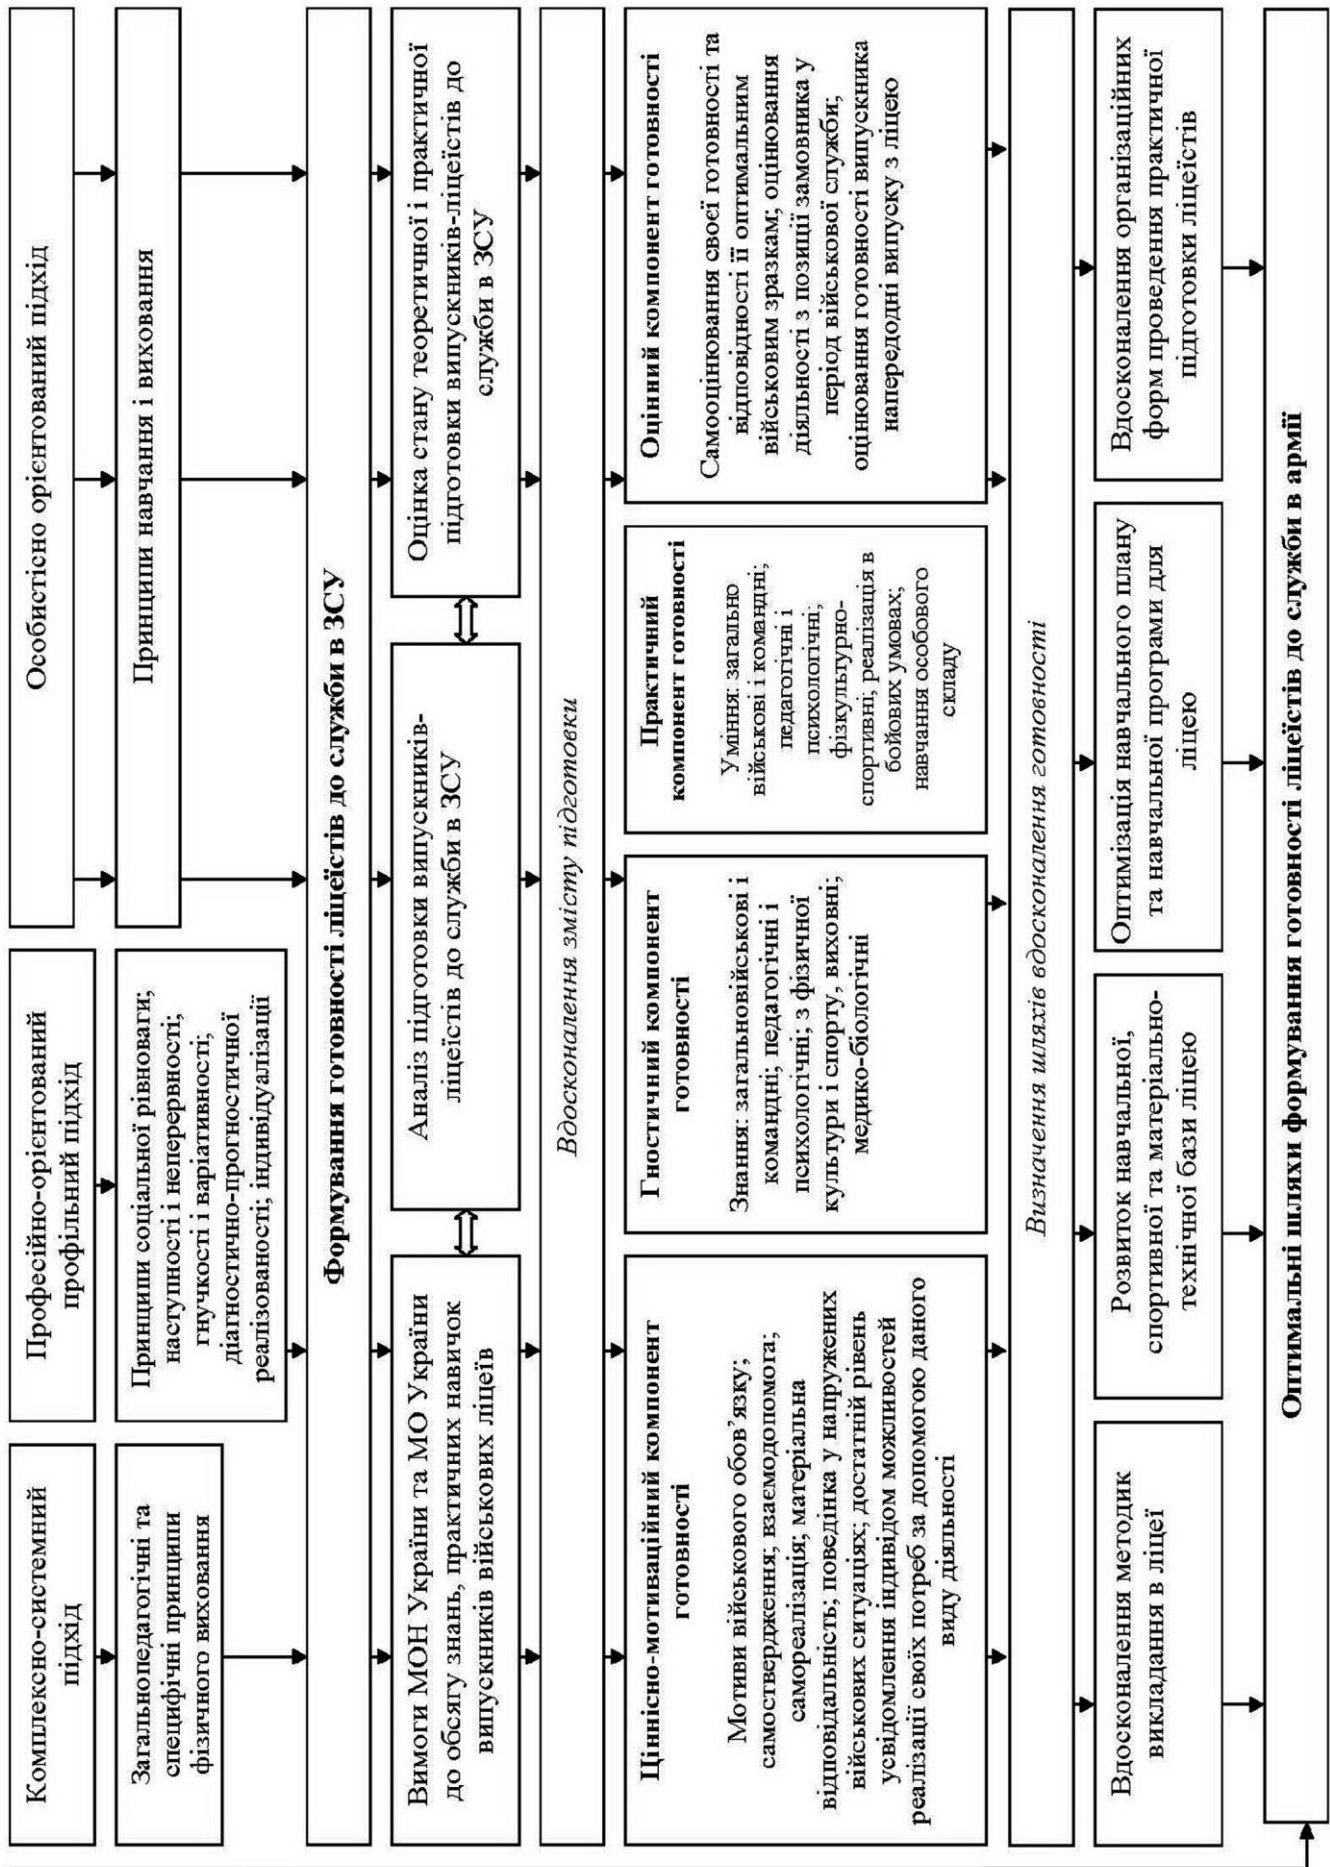 Комплексно-системний
підхід
Професійно-орієнтований
профільний підхід
Особистісно орієнтований підхід
Загальнопедагогічні та
специфічні принципи
фізичного виховання
Принципи соціальної рівноваги;
наступності і неперервності;
гнучкості і варіативності;
діагностично-прогностичної
реалізованості; індивідуалізації
Принципи навчання і виховання
Формування готовності ліцеїстів до служби в ЗСУ
Вимоги МОН України та МО України
до обсягу знань, практичних навичок
випускників військових ліцеїв
Аналіз підготовки випускників-
ліцеїстів до служби в ЗСУ
Оцінка стану теоретичної і практичної
підготовки випускників-ліцеїстів до
служби в ЗСУ
Вдосконалення змісту підготовки
Ціннісно-мотиваційний компонент
готовності
Мотиви військового обов’язку;
самоствердження; взаємодопомога;
самореалізація; матеріальна
відповідальність; поведінка у напружених
військових ситуаціях; достатній рівень
усвідомлення індивідом можливостей
реалізації своїх потреб за допомогою даного
виду діяльності
Гностичний компонент
готовності
Знання: загальновійськові і
командні; педагогічні і
психологічні; з фізичної
культури і спорту, виховні;
медико-біологічні
Практичний
компонент готовності
Уміння: загально
військові і командні;
педагогічні і
психологічні;
фізкультурно-
спортивні; реалізація в
бойових умовах;
навчання особового
складу
Оцінний компонент готовності
Самооцінювання своєї готовності та
відповідності її оптимальним
військовим зразкам; оцінювання
діяльності з позиції замовника у
період військової служби;
оцінювання готовності випускника
напередодні випуску з ліцею
Визначення шляхів вдосконалення готовності
Вдосконалення методик
викладання в ліцеї
Розвиток навчальної,
спортивної та матеріально-
технічної бази ліцею
Оптимізація навчального плану
та навчальної програми для
ліцею
Вдосконалення організаційних
форм проведення практичної
підготовки ліцеїстів
Оптимальні шляхи формування готовності ліцеїстів до служби в армії